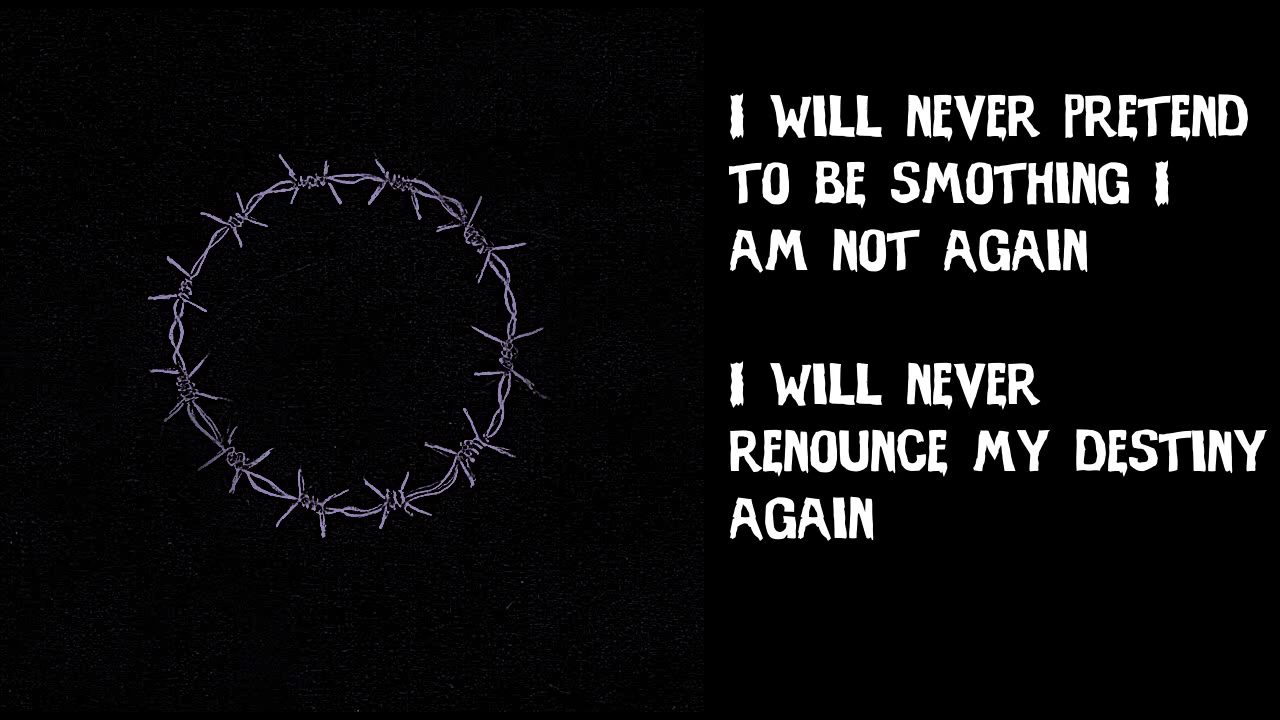 I WILL NEVER PRETEND
TO BE SMOTHING I
AM NOT AGAIN
I WILL NEVER
RENOUNCE MY DESTINY
AGAIN